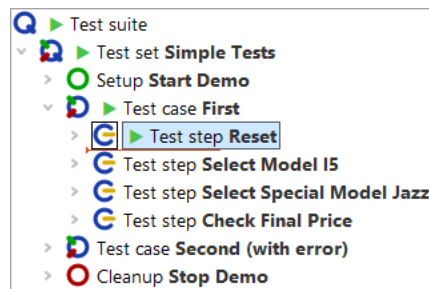 Test suite
Test set Simple Tests
Setup Start Demo
Test case First
Test step Reset
Test step Select Model I5
Test step Select Special Model Jazz
Test step Check Final Price
Test case Second (with error)
Cleanup Stop Demo